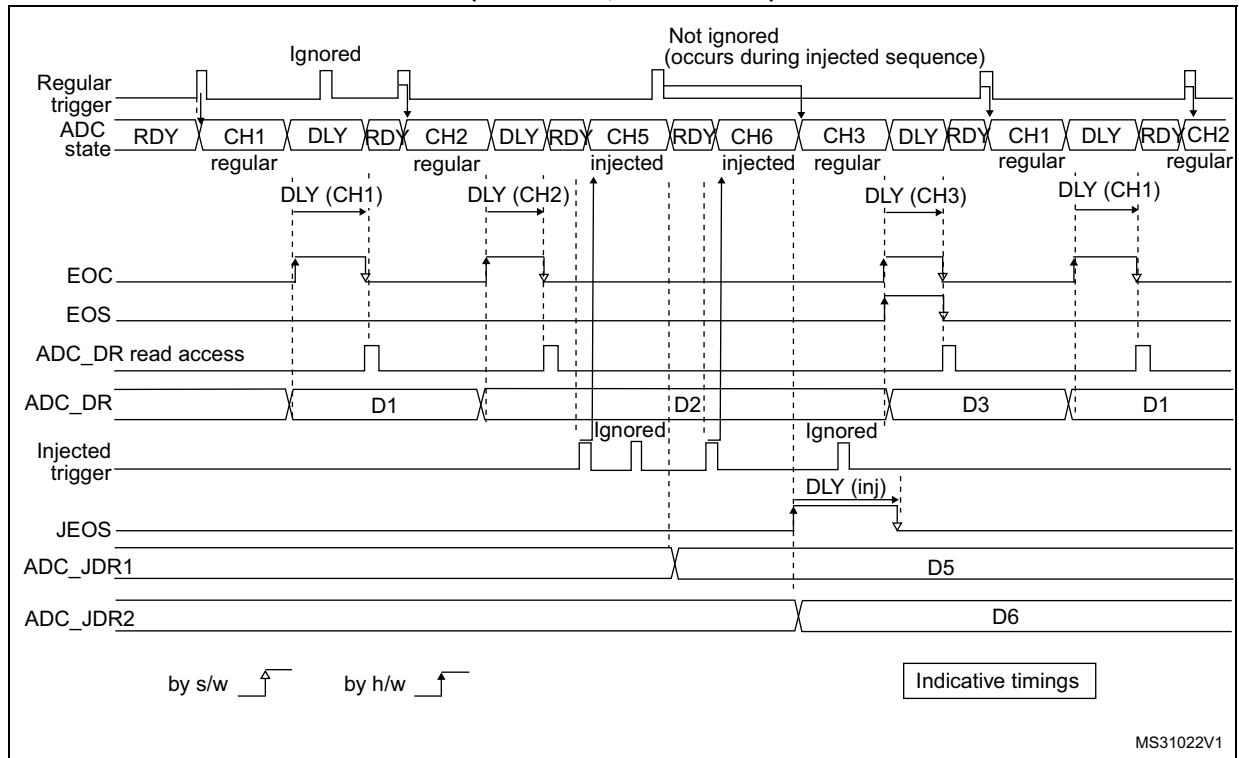 Ignored
Not ignored
(occurs during injected sequence)
Regular
trigger
ADC
state
RDY CH1 DLY RDY CH2 DLY RDY CH5 RDY CH6 CH3 DLY RDY CH1 DLY RDY CH2
regular regular injected injected regular regular regular
DLY (CH1) DLY (CH2) DLY (CH3) DLY (CH1)
EOC
EOS
ADC_DR read access
ADC_DR D1 D2 D3 D1
Ignored Ignored
Injected
trigger
DLY (inj)
JEOS
ADC_JDR1 D5
ADC_JDR2 D6
by s/w by h/w Indicative timings
MS31022V1